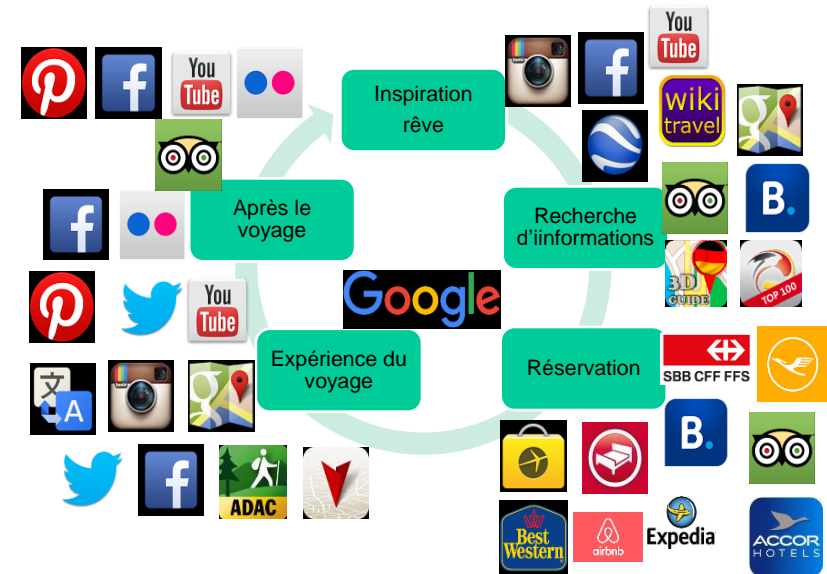 You
Tube
You
Tube
Inspiration
rêve
wiki
travel
Après le
voyage
Recherche
d'iinformations
B.
3D
GUIDE
TOP 100
Google
You
Tube
Expérience du
voyage
Réservation
SBB CFF FFS
文
A
B.
ADAC
Best
Western
airbnb
Expedia
ACCOR
HOTELS